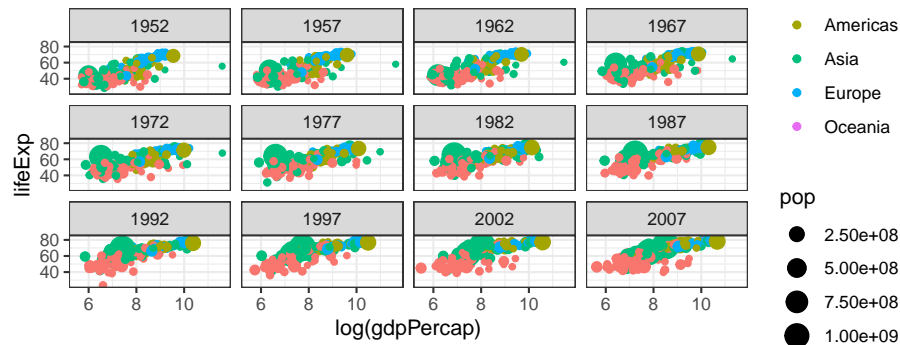 1952 1957 1962 1967
80
60
40
1972 1977 1982 1987
80
60
40
1992 1997 2002 2007
80
60
40
6 8 10 6 8 10 6 8 10 6 8 10
log(gdpPercap)
lifeExp
Americas
Asia
Europe
Oceania
pop
2.50e+08
5.00e+08
7.50e+08
1.00e+09